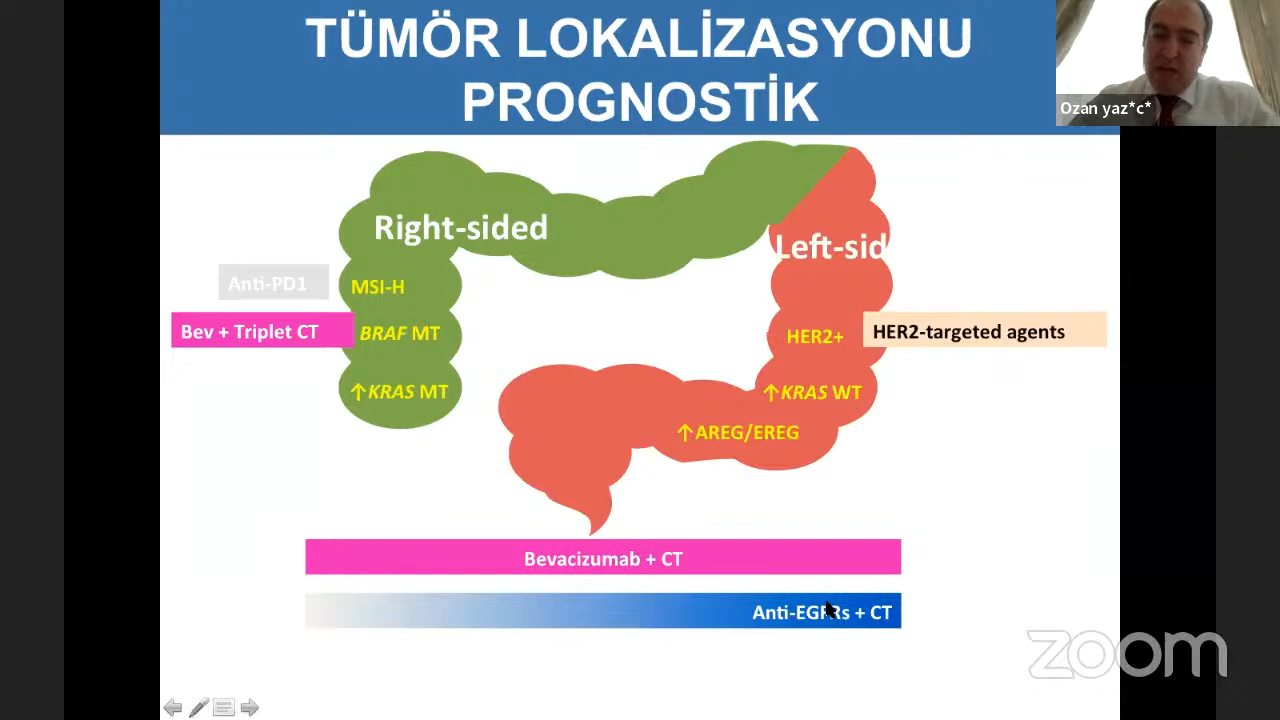 TÜMÖR LOKALİZASYONU
PROGNOSTİK
Ozan yaz*c*
Right-sided
Left-sid
Anti-PD1
MSI-H
Bev + Triplet CT
BRAF MT
HER2+
HER2-targeted agents
↑KRAS MT
↑KRAS WT
↑AREG/EREG
Bevacizumab + CT
Anti-EGFRs + CT
zoom